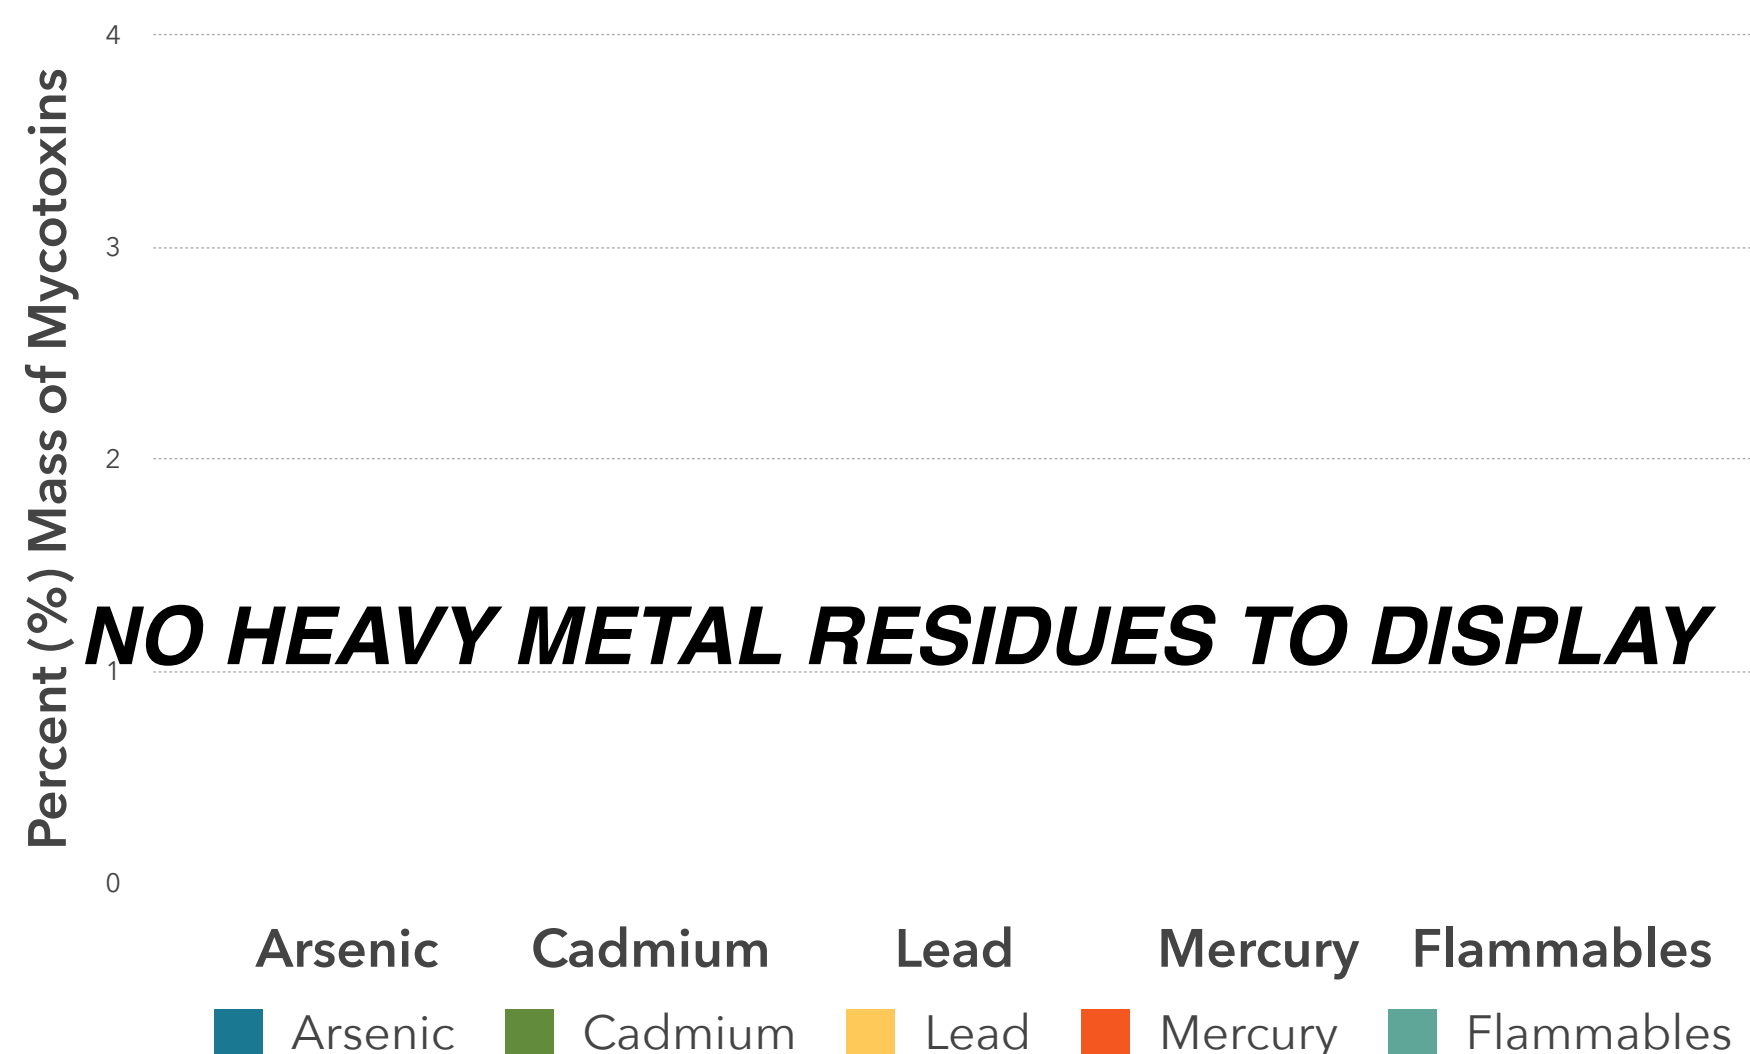 Percent (%) Mass of Mycotoxins
4
3
2
NO HEAVY METAL RESIDUES TO DISPLAY
1
0
Arsenic Cadmium Lead Mercury Flammables
Arsenic Cadmium Lead Mercury Flammables